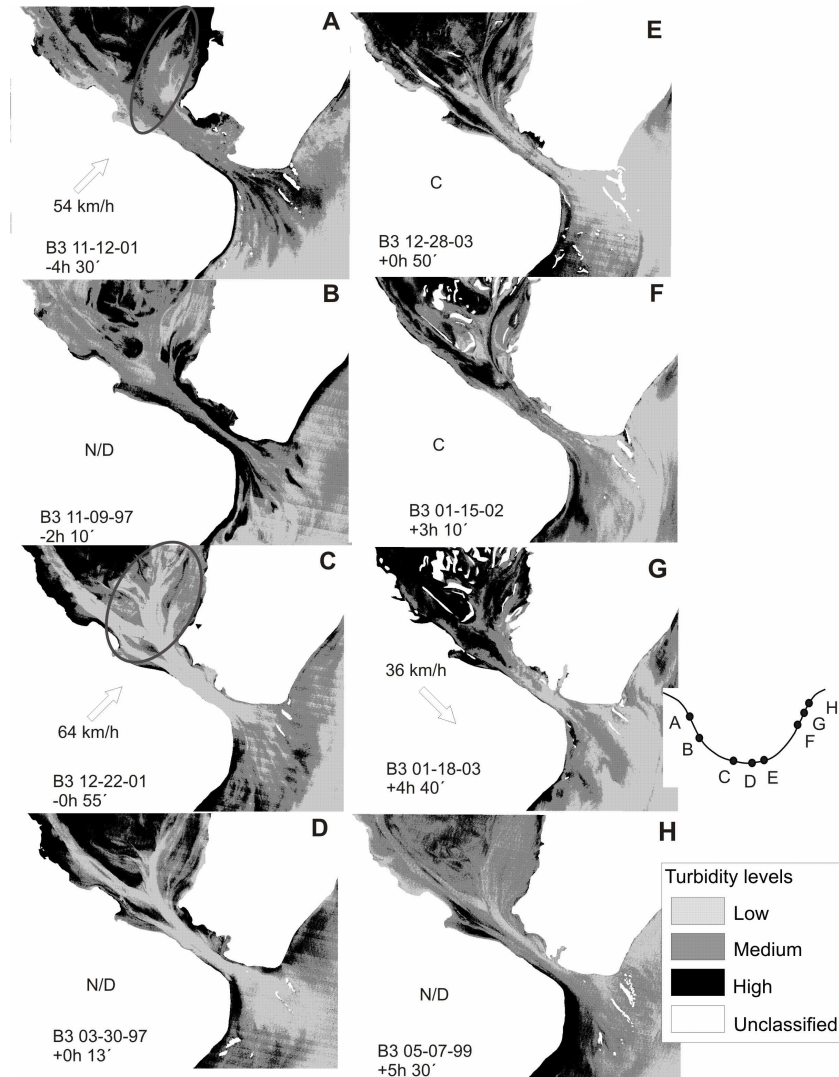 A
54 km/h
B3 11-12-01
-4h 30´
B
N/D
B3 11-09-97
-2h 10´
C
64 km/h
B3 12-22-01
-0h 55´
D
N/D
B3 03-30-97
+0h 13´
E
C
B3 12-28-03
+0h 50´
F
C
B3 01-15-02
+3h 10´
G
36 km/h
B3 01-18-03
+4h 40´
H
N/D
B3 05-07-99
+5h 30´
A
B
C
D
E
F
G
H
Turbidity levels
Low
Medium
High
Unclassified